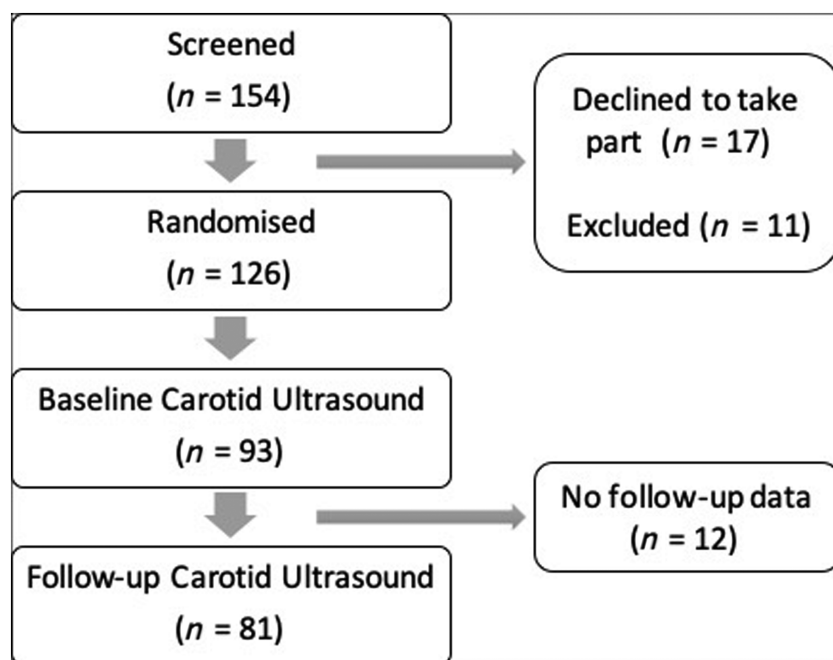 Screened
(n = 154)
Declined to take
part (n = 17)
Excluded (n = 11)
Randomised
(n = 126)
Baseline Carotid Ultrasound
(n = 93)
No follow-up data
(n = 12)
Follow-up Carotid Ultrasound
(n = 81)